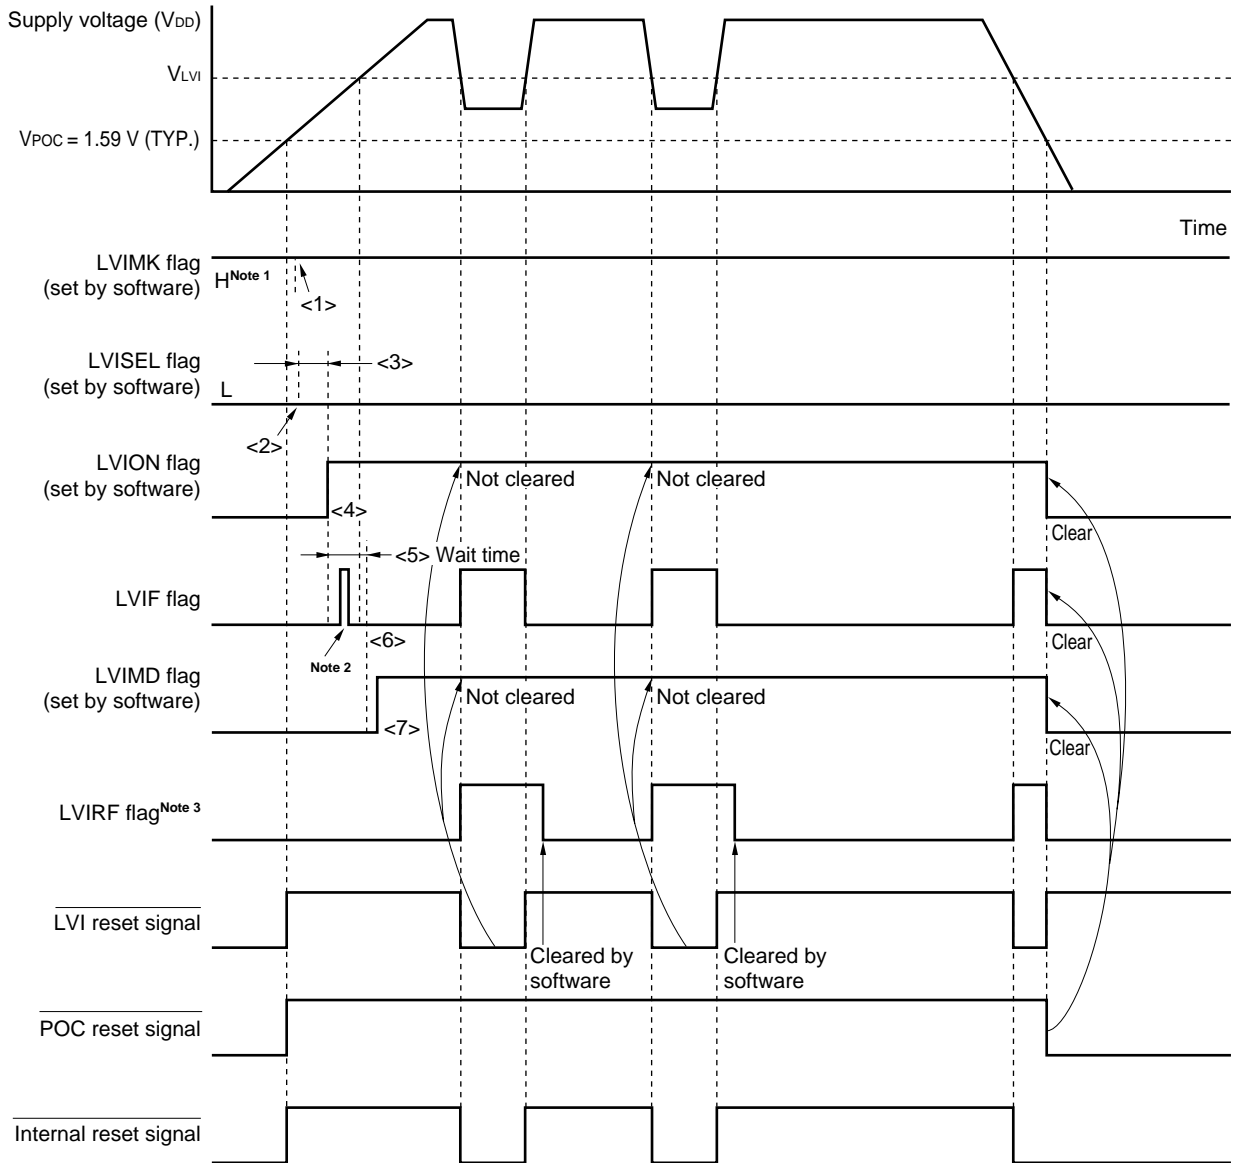 Supply voltage (VDD)
VLVI
VPOC = 1.59 V (TYP.)
Time
LVIMK flag
(set by software)
H Note 1
<1>
LVISEL flag
(set by software)
L
<3>
<2>
LVION flag
(set by software)
Not cleared
Not cleared
<4>
Clear
<5> Wait time
LVIF flag
<6>
Clear
Note 2
LVIMD flag
(set by software)
Not cleared
Not cleared
<7>
Clear
LVIRF flag Note 3
LVI reset signal
Cleared by
software
Cleared by
software
POC reset signal
Internal reset signal